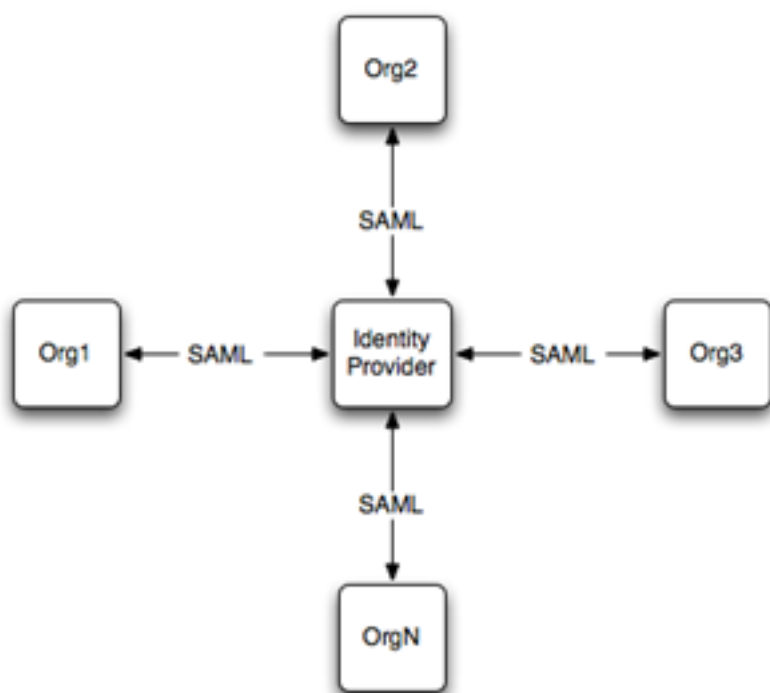 Org2
SAML
Org1
SAML
Identity
Provider
SAML
Org3
SAML
OrgN